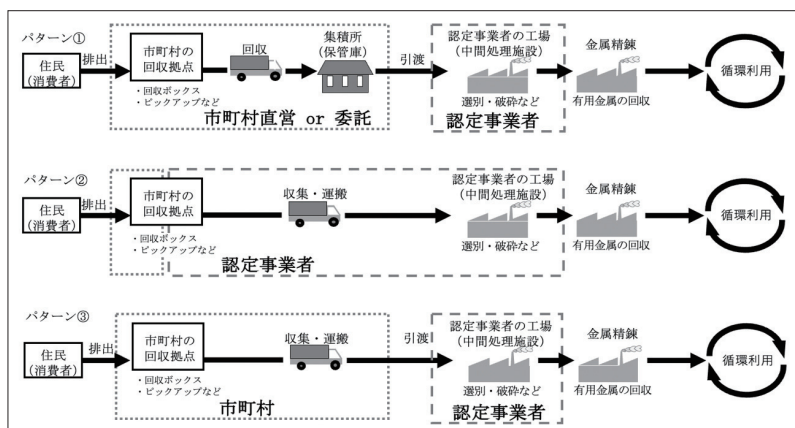 パターン①
住民
(消費者)
排出
市町村の
回収拠点
・回収ボックス
・ピックアップなど
回収
集積所
(保管庫)
市町村直営 or 委託
引渡
認定事業者の工場
(中間処理施設)
選別・破砕など
認定事業者
金属精錬
有用金属の回収
循環利用
パターン②
住民
(消費者)
排出
市町村の
回収拠点
・回収ボックス
・ピックアップなど
収集・運搬
認定事業者の工場
(中間処理施設)
選別・破砕など
認定事業者
金属精錬
有用金属の回収
循環利用
パターン③
住民
(消費者)
排出
市町村の
回収拠点
・回収ボックス
・ピックアップなど
収集・運搬
市町村
引渡
認定事業者の工場
(中間処理施設)
選別・破砕など
認定事業者
金属精錬
有用金属の回収
循環利用